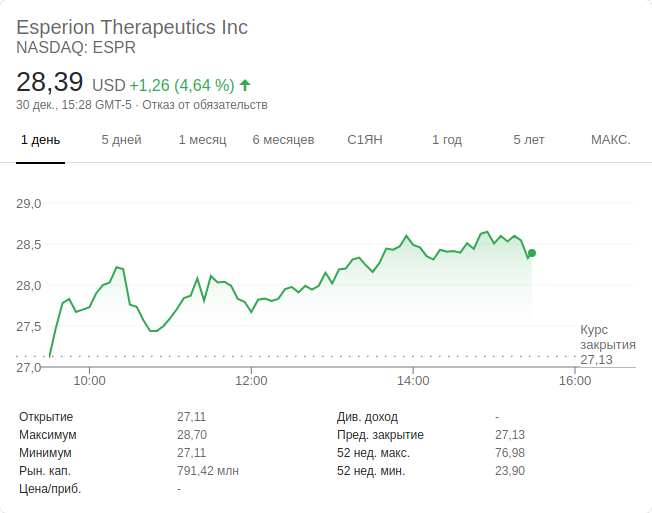 Esperion Therapeutics Inc
NASDAQ: ESPR
28,39 USD +1,26 (4,64 %)
30 дек., 15:28 GMT-5 · Отказ от обязательств
1 день 5 дней 1 месяц 6 месяцев С1ЯН 1 год 5 лет МАКС.
29,0
28,5
28,0
27,5
27,0
Курс
закрытия
27,13
10:00 12:00 14:00 16:00
Открытие 27,11 Див. доход -
Максимум 28,70 Пред. закрытие 27,13
Минимум 27,11 52 нед. макс. 76,98
Рын. кап. 791,42 млн 52 нед. мин. 23,90
Цена/приб. -